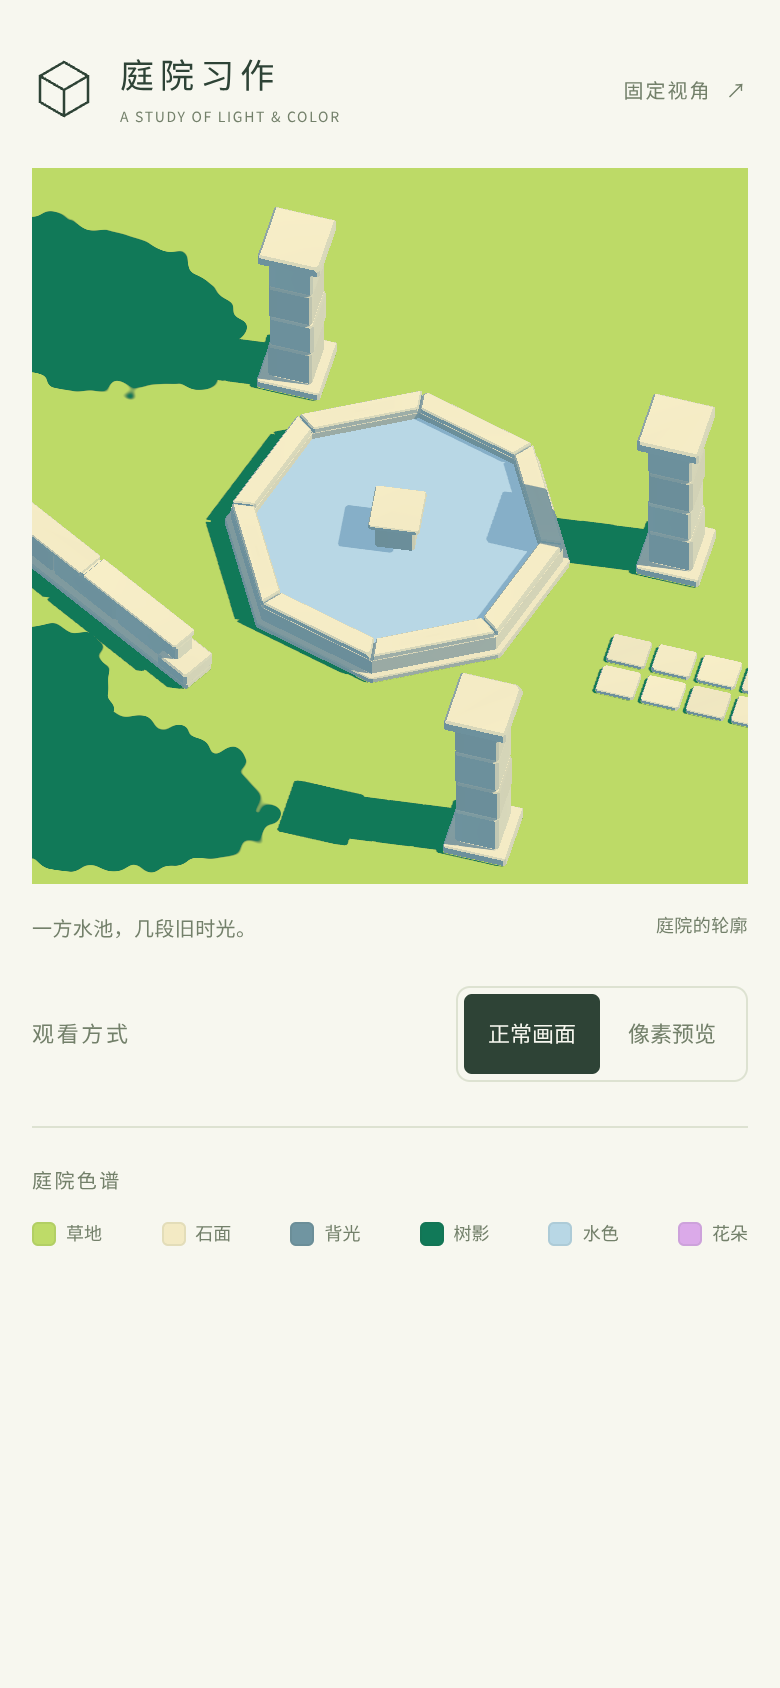 庭院习作
A STUDY OF LIGHT & COLOR
固定视角 ↗
一方水池，几段旧时光。
庭院的轮廓
观看方式
正常画面
像素预览
庭院色谱
草地
石面
背光
树影
水色
花朵